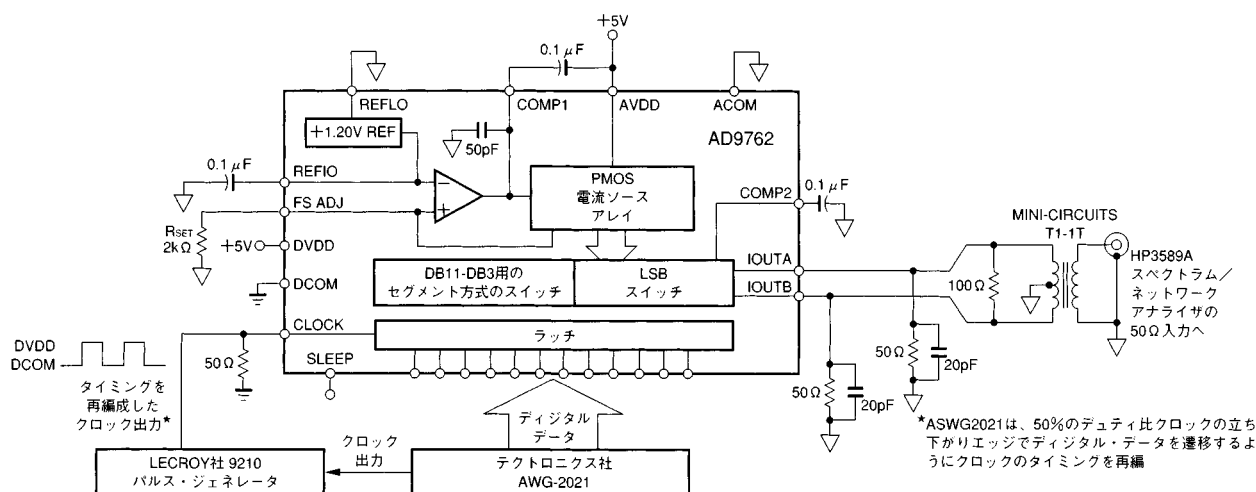 +5V
0.1μF
REFLO
COMP1
AVDD
ACOM
+1.20V REF
50pF
AD9762
0.1μF
REFIO
PMOS
電流ソース
アレイ
COMP2
0.1μF
FS ADJ
RSET
2kΩ
+5V
DVDD
MINI-CIRCUITS
T1-1T
DB11-DB3用の
セグメント方式のスイッチ
LSB
スイッチ
IOUTA
IOUTB
100Ω
HP3589A
スペクトラム/
ネットワーク
アナライザの
50Ω入力へ
DCOM
CLOCK
ラッチ
DVDD
DCOM
50Ω
SLEEP
50Ω
20pF
50Ω
20pF
タイミングを
再編成した
クロック出力*
ディジタル
データ
クロック
出力
LECROY社 9210
パルス・ジェネレータ
テクトロニクス社
AWG-2021
*ASWG2021は、50%のデュティ比クロックの立ち
下がりエッジでディジタル・データを遷移するよ
うにクロックのタイミングを再編